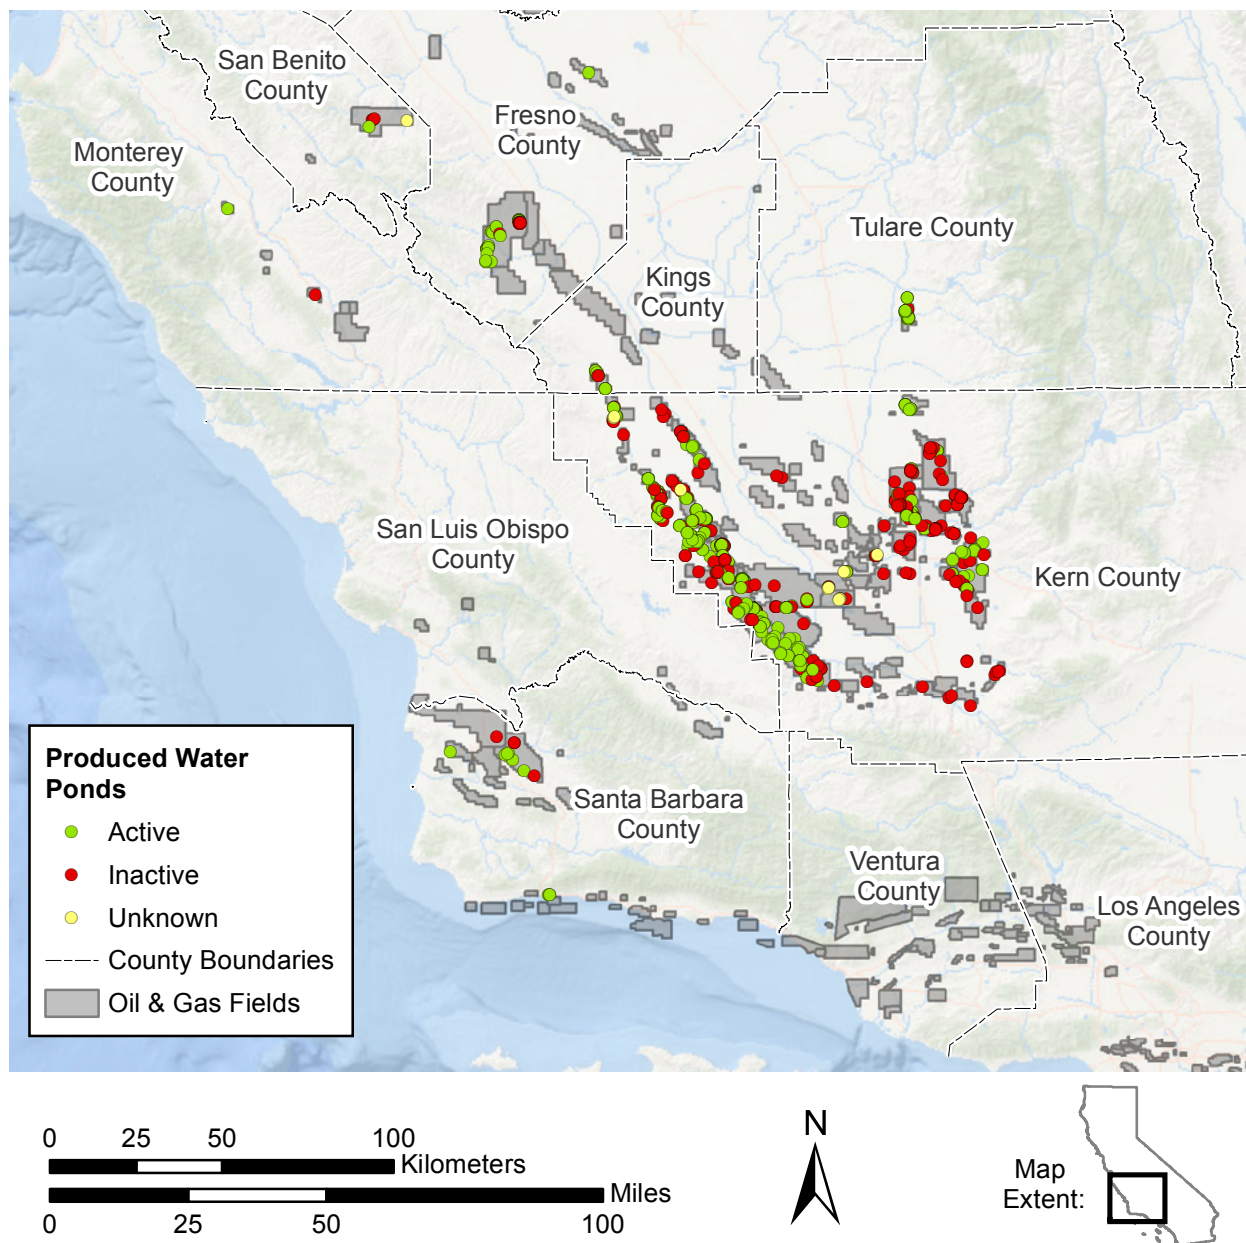 San Benito
County
Fresno
County
Monterey
County
Tulare County
Kings
County
San Luis Obispo
County
Kern County
Santa Barbara
County
Ventura
County
Los Angeles
County
Produced Water
Ponds
Active
Inactive
Unknown
County Boundaries
Oil & Gas Fields
0 25 50 100
Kilometers
Miles
0 25 50 100
N
Map
Extent: